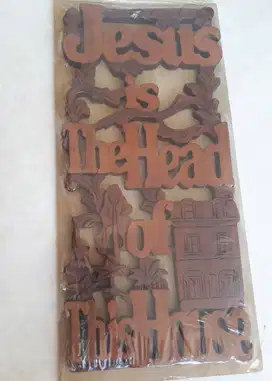 Jesus
is
The Head
of
This House